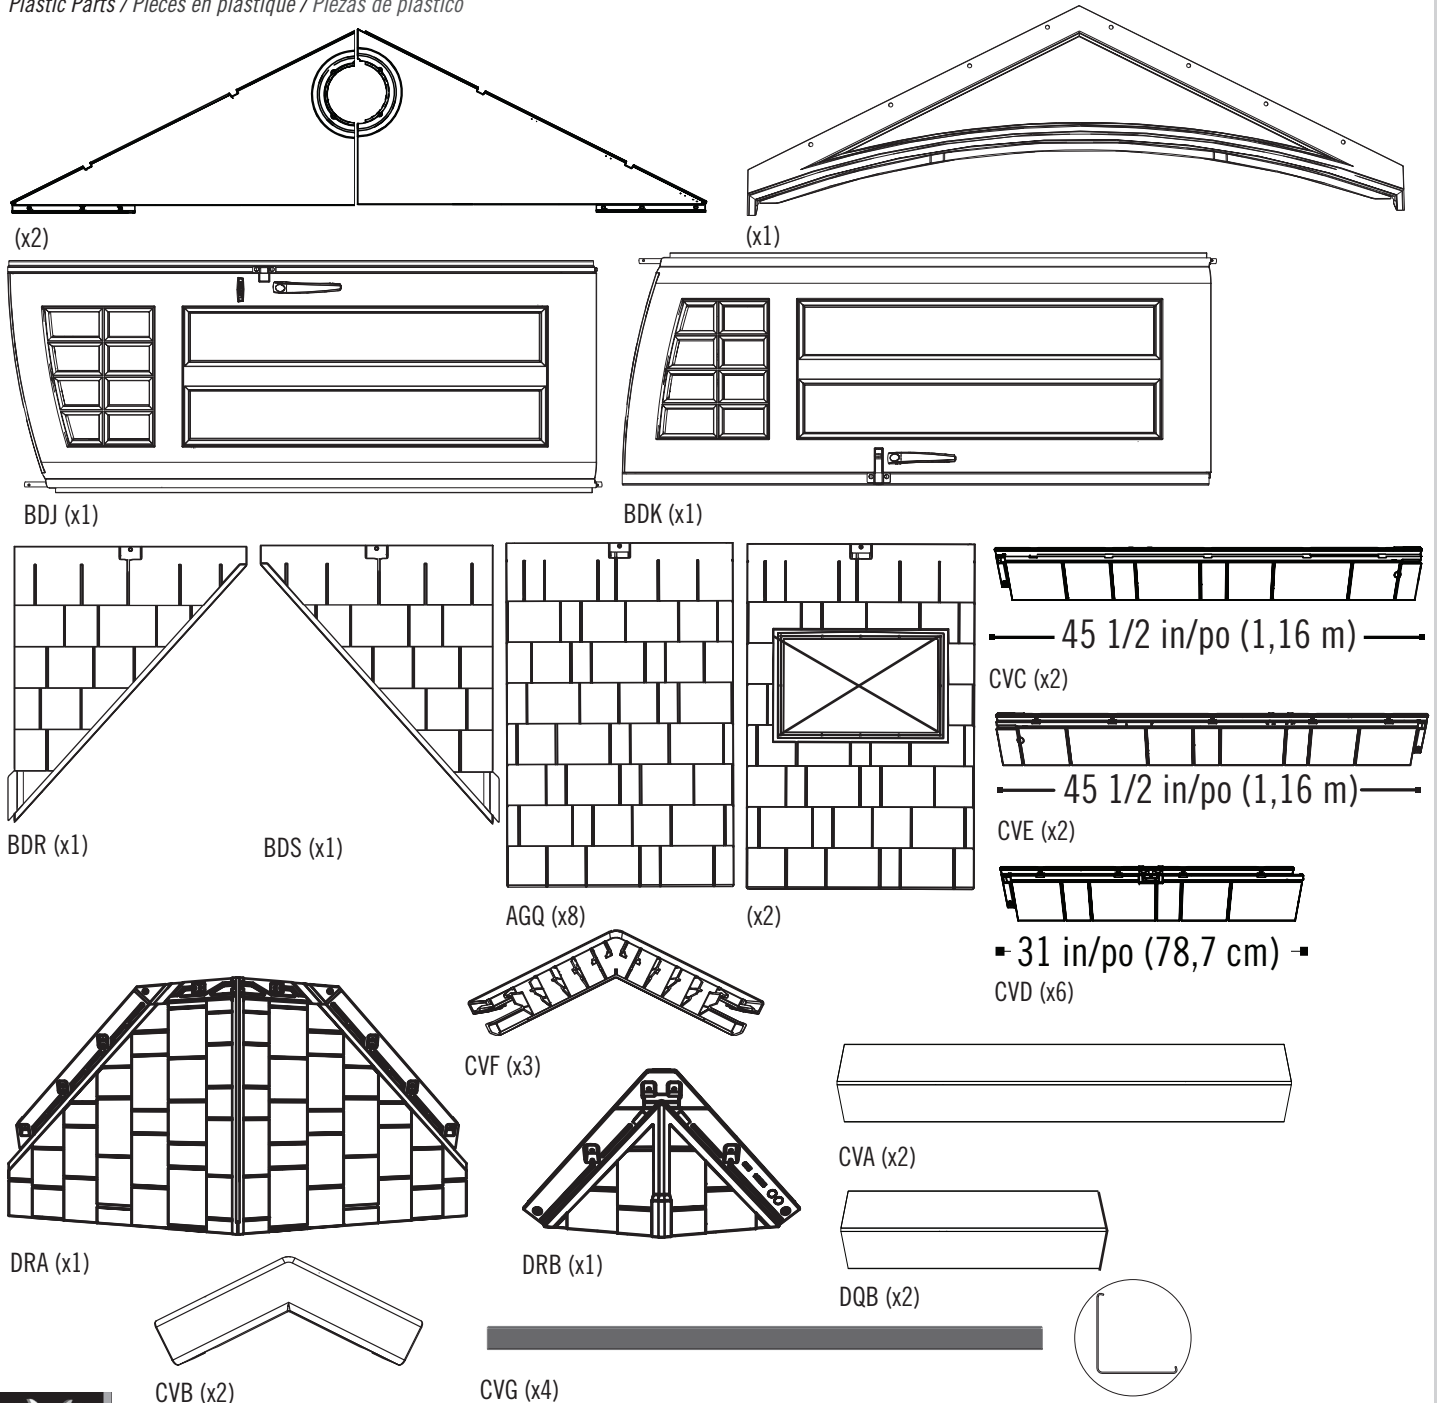 Plastic Parts / Pièces en plastique / Piezas de plástico
(x2)
(x1)
BDJ (x1)
BDK (x1)
45 1/2 in/po (1,16 m)
CVC (x2)
45 1/2 in/po (1,16 m)
CVE (x2)
BDR (x1)
BDS (x1)
AGQ (x8)
(x2)
31 in/po (78,7 cm)
CVD (x6)
CVF (x3)
CVA (x2)
DRA (x1)
DRB (x1)
DQB (x2)
CVB (x2)
CVG (x4)